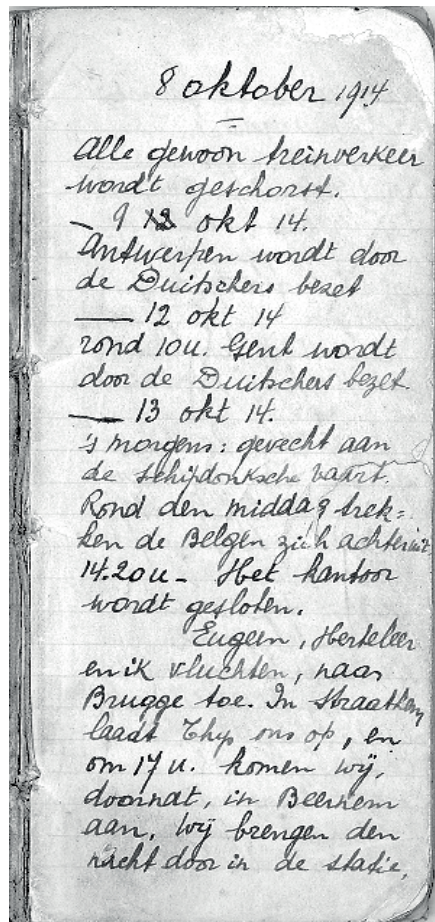 8 oktober 1914
Alle gewoon treinverkeer
wordt geschorst.
– 9 okt 14.
Antwerpen wordt door
de Duitschers bezet
— 12 okt 14
rond 10u. Gent wordt
door de Duitschers bezet.
— 13 okt 14.
's morgens: gevecht aan
de Schipdonksche vaart.
Rond den middag trek=
ken de Belgen zich achteruit
14.20u – Het kantoor
wordt gesloten.
Eugeen, Herteleer
en ik vluchten, naar
Brugge toe. In
laadt Thijs ons op, en
om 17u. komen wij,
doornat, in Beernem
aan. Wij brengen den
nacht door in de statie,